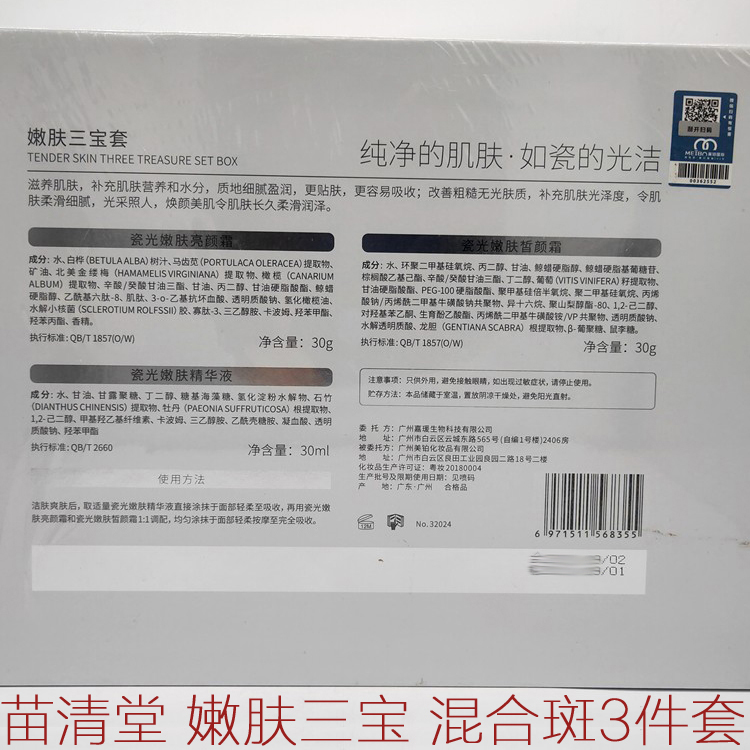 嫩肤三宝套
TENDER SKIN THREE TREASURE SET BOX
纯净的肌肤·如瓷的光洁
揭开扫码
MEIBO
00362552
滋养肌肤，补充肌肤营养和水分，质地细腻盈润，更贴肤，更容易吸收；改善粗糙无光肤质，补充肌肤光泽度，令肌
肤柔滑细腻，光采照人，焕颜美肌令肌肤长久柔滑润泽。
瓷光嫩肤亮颜霜
成分：水、白桦（BETULA ALBA）树汁、马齿苋（PORTULACA OLERACEA）提取物、
矿油、北美金缕梅（HAMAMELIS VIRGINIANA）提取物、橄榄（CANARIUM
ALBUM）提取物、辛酸/癸酸甘油三酯、甘油、丙二醇、甘油硬脂酸酯、鲸蜡
硬脂醇、乙酰基六肽-8、肌肽、3-o-乙基抗坏血酸、透明质酸钠、氢化橄榄油、
水解小核菌（SCLEROTIUM ROLFSSII）胶、寡肽-3、三乙醇胺、卡波姆、羟苯甲酯、
羟苯丙酯、香精。
执行标准：QB/T 1857(O/W)
净含量：30g
瓷光嫩肤精华液
成分：水、甘油、甘露聚糖、丁二醇、糖基海藻糖、氢化淀粉水解物、石竹
（DIANTHUS CHINENSIS）提取物、牡丹（PAEONIA SUFFRUTICOSA）根提取物、
1,2-己二醇、甲基羟乙基纤维素、卡波姆、三乙醇胺、乙酰壳糖胺、凝血酸、透明
质酸钠、羟苯甲酯
执行标准：QB/T 2660
净含量：30ml
使用方法
洁肤爽肤后，取适量瓷光嫩肤精华液直接涂抹于面部轻柔至吸收，再用瓷光嫩
肤亮颜霜和瓷光嫩肤皙颜霜1:1调配，均匀涂抹于面部轻柔按摩至完全吸收。
瓷光嫩肤皙颜霜
成分：水、环聚二甲基硅氧烷、丙二醇、甘油、鲸蜡硬脂醇、鲸蜡硬脂基葡糖苷、
棕榈酸乙基己酯、辛酸/癸酸甘油三酯、丁二醇、葡萄（VITIS VINIFERA）籽提取物、
甘油硬脂酸酯、PEG-100 硬脂酸酯、聚甲基硅倍半氧烷、聚二甲基硅氧烷、丙烯
酸钠/丙烯酰二甲基牛磺酸钠共聚物、异十六烷、聚山梨醇酯-80、1,2-己二醇、
对羟基苯乙酮、生育酚乙酸酯、丙烯酰二甲基牛磺酸铵/VP 共聚物、透明质酸钠、
水解透明质酸、龙胆（GENTIANA SCABRA）根提取物、β-葡聚糖、鼠李糖。
执行标准：QB/T 1857(O/W)
净含量：30g
注意事项：只供外用，避免接触眼睛，如出现过敏症状，请停止使用。
贮存方法：本品储藏于室温，置放阴凉干燥处，避免阳光直射。
委托方：广州嘉瑗生物科技有限公司
地址：广州市白云区云城东路565号（自编1号楼）2406房
被委托方：广州美铂化妆品有限公司
地址：广州市白云区良田工业园良园二路18号二楼
化妆品生产许可证：粤妆20180004
生产批号及限期使用日期：见喷码
产地：广东·广州 合格品
12M
No.32024
6 971511 568355
/02
/01
苗清堂 嫩肤三宝 混合斑3件套